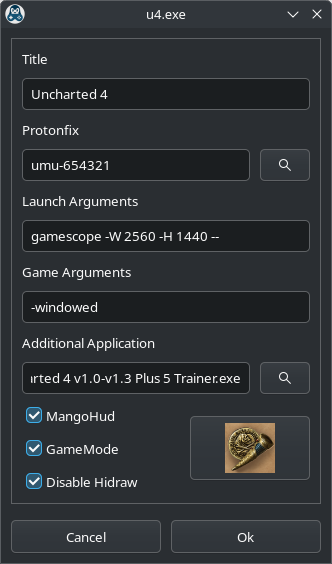 u4.exe
Title
Uncharted 4
Protonfix
umu-654321
Launch Arguments
gamescope -W 2560 -H 1440 --
Game Arguments
-windowed
Additional Application
rted 4 v1.0-v1.3 Plus 5 Trainer.exe
MangoHud
GameMode
Disable Hidraw
Cancel
Ok